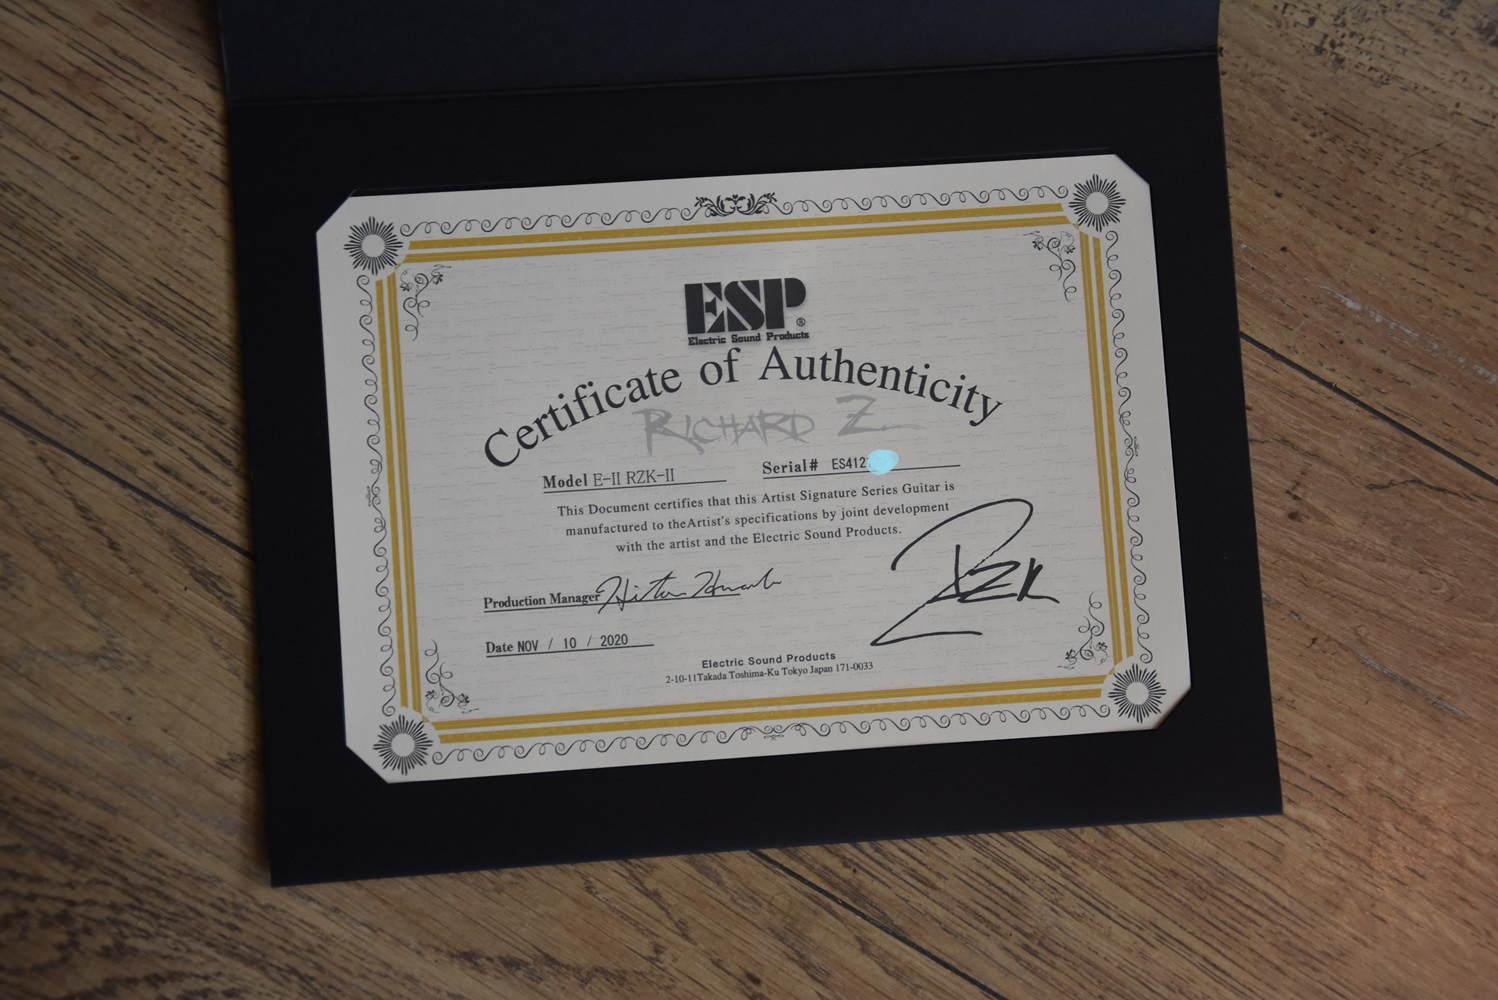 ESP®
Electric Sound Products
Certificate of Authenticity
RICHARD Z
Model E-II RZK-II Serial# ES412
This Document certifies that this Artist Signature Series Guitar is
manufactured to theArtist's specifications by joint development
with the artist and the Electric Sound Products.
RZK
Production Manager
Date NOV / 10 / 2020
Electric Sound Products
2-10-11Takada Toshima-Ku Tokyo Japan 171-0033